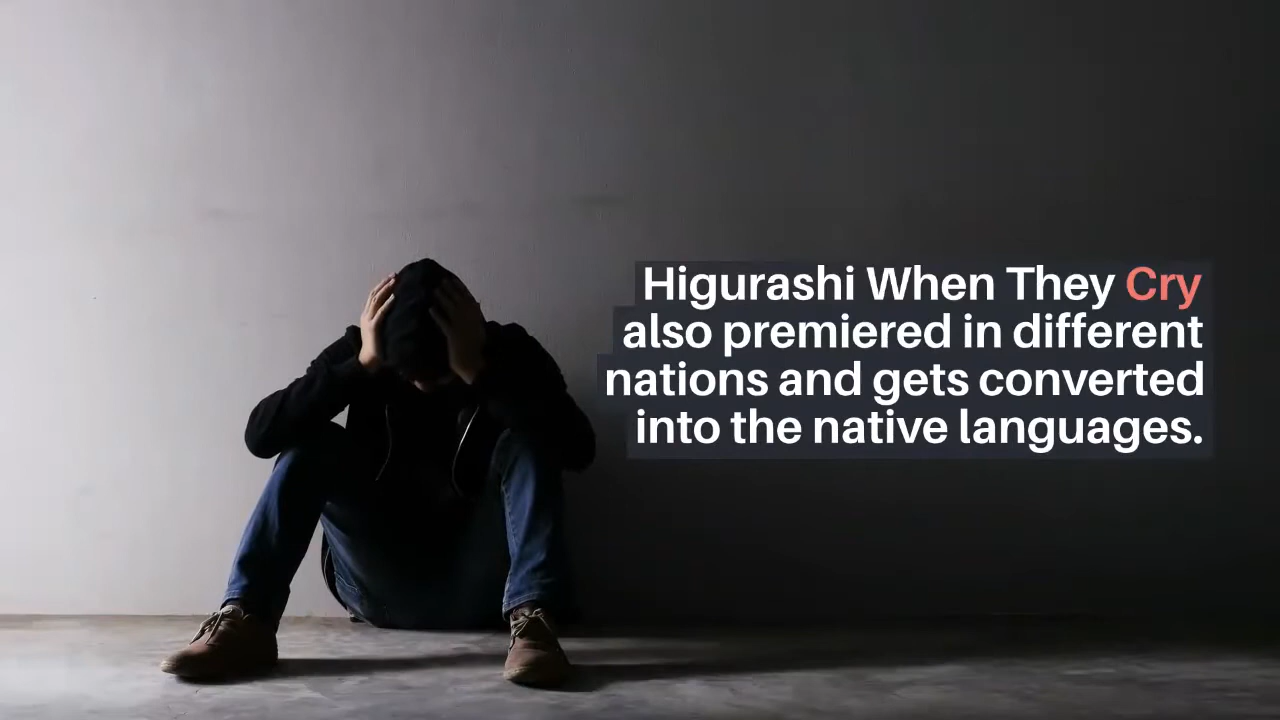 Higurashi When They Cry
also premiered in different
nations and gets converted
into the native languages.